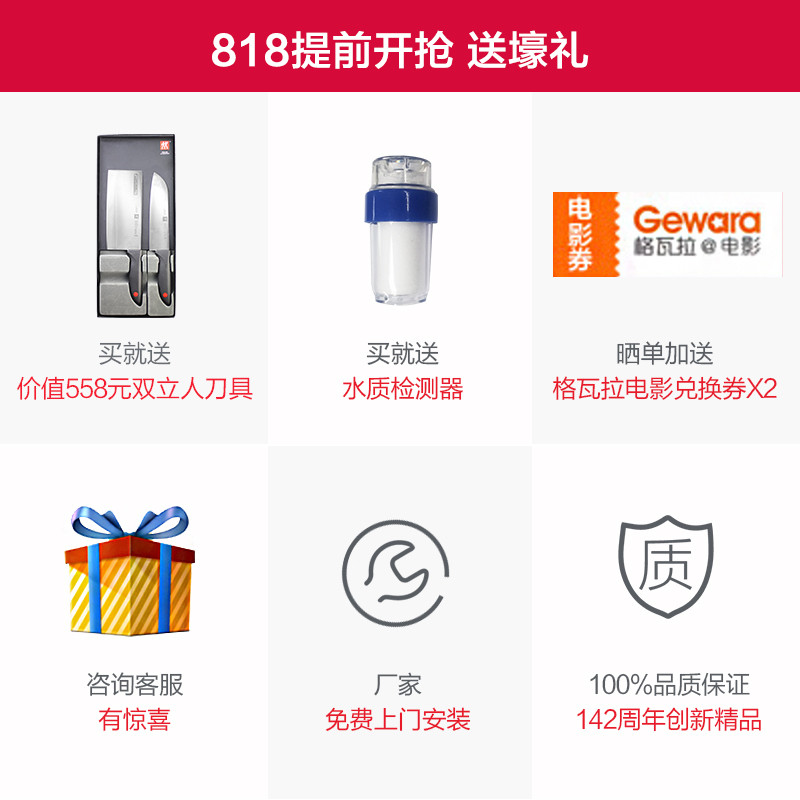 818提前开抢 送壕礼
电影券
Gewara
格瓦拉@电影
买就送
价值558元双立人刀具
买就送
水质检测器
晒单加送
格瓦拉电影兑换券X2
质
咨询客服
有惊喜
厂家
免费上门安装
100%品质保证
142周年创新精品